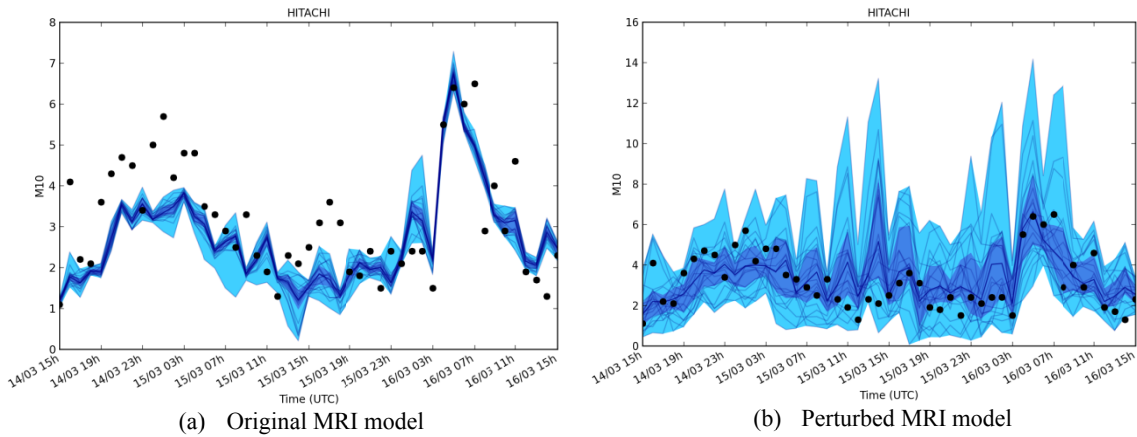 HITACHI
8
7
6
5
4
3
2
1
0
M10
14/03 15h
14/03 19h
14/03 23h
15/03 03h
15/03 07h
15/03 11h
15/03 15h
15/03 19h
15/03 23h
16/03 03h
16/03 07h
16/03 11h
16/03 15h
Time (UTC)
(a) Original MRI model
HITACHI
16
14
12
10
8
6
4
2
0
M10
14/03 15h
14/03 19h
14/03 23h
15/03 03h
15/03 07h
15/03 11h
15/03 15h
15/03 19h
15/03 23h
16/03 03h
16/03 07h
16/03 11h
16/03 15h
Time (UTC)
(b) Perturbed MRI model